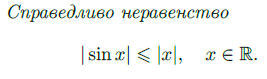 Справедливо неравенство
| sin x| ⩽ |x|, x ∈ ℝ.